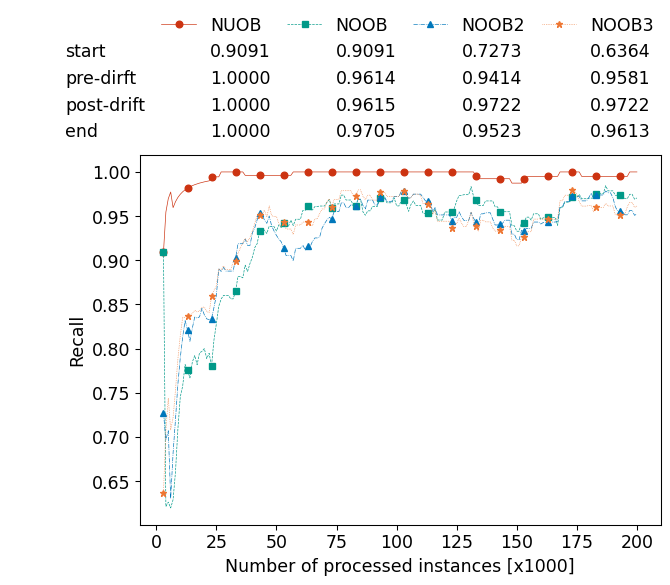 NUOB NOOB NOOB2 NOOB3
start 0.9091 0.9091 0.7273 0.6364
pre-dirft 1.0000 0.9614 0.9414 0.9581
post-drift 1.0000 0.9615 0.9722 0.9722
end 1.0000 0.9705 0.9523 0.9613
1.00
0.95
0.90
0.85
0.80
0.75
0.70
0.65
Recall
0 25 50 75 100 125 150 175 200
Number of processed instances [x1000]